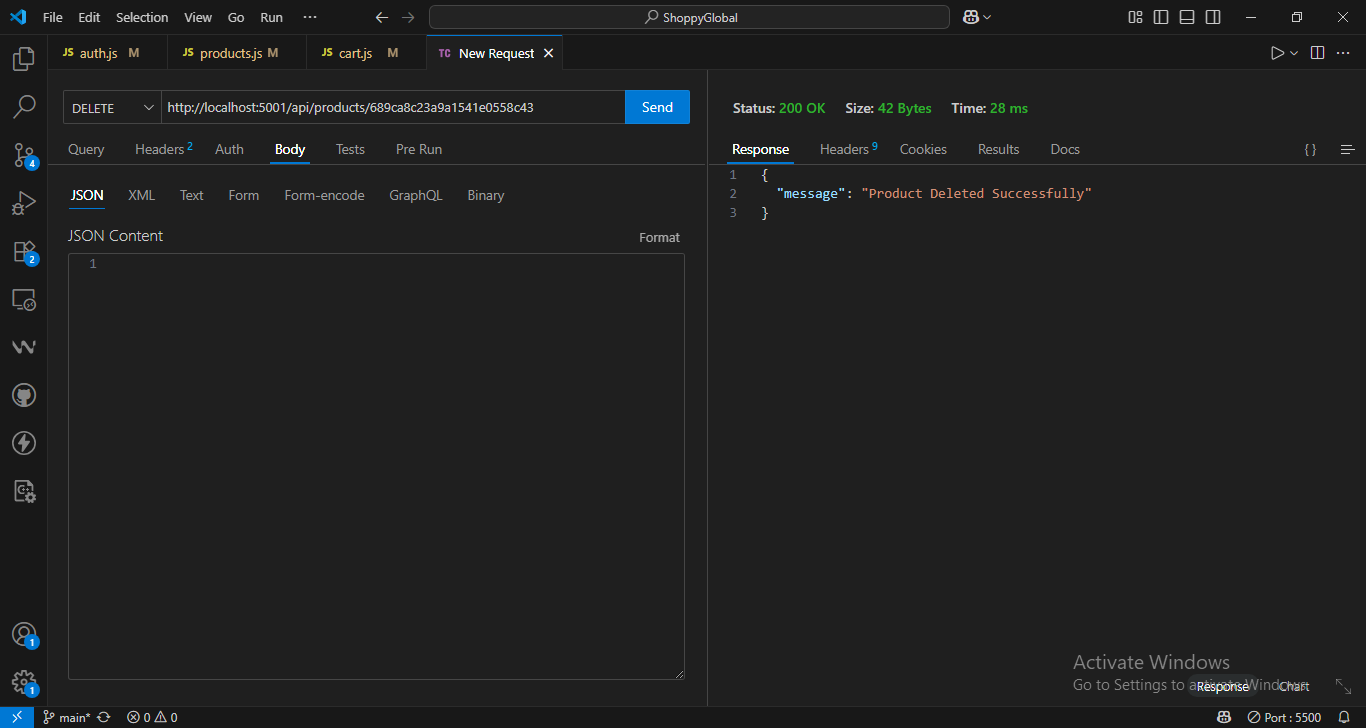 File Edit Selection View Go Run ··· ShoppyGlobal
JS auth.js M JS products.js M JS cart.js M TC New Request
DELETE http://localhost:5001/api/products/689ca8c23a9a1541e0558c43 Send
Status: 200 OK Size: 42 Bytes Time: 28 ms
Query Headers 2 Auth Body Tests Pre Run
Response Headers 9 Cookies Results Docs { }
JSON XML Text Form Form-encode GraphQL Binary
1 {
2 "message": "Product Deleted Successfully"
3 }
JSON Content Format
1
4
2
1
1
Activate Windows
Go to Settings to activate Windows.
Response Chart
main* 0 0 Port : 5500